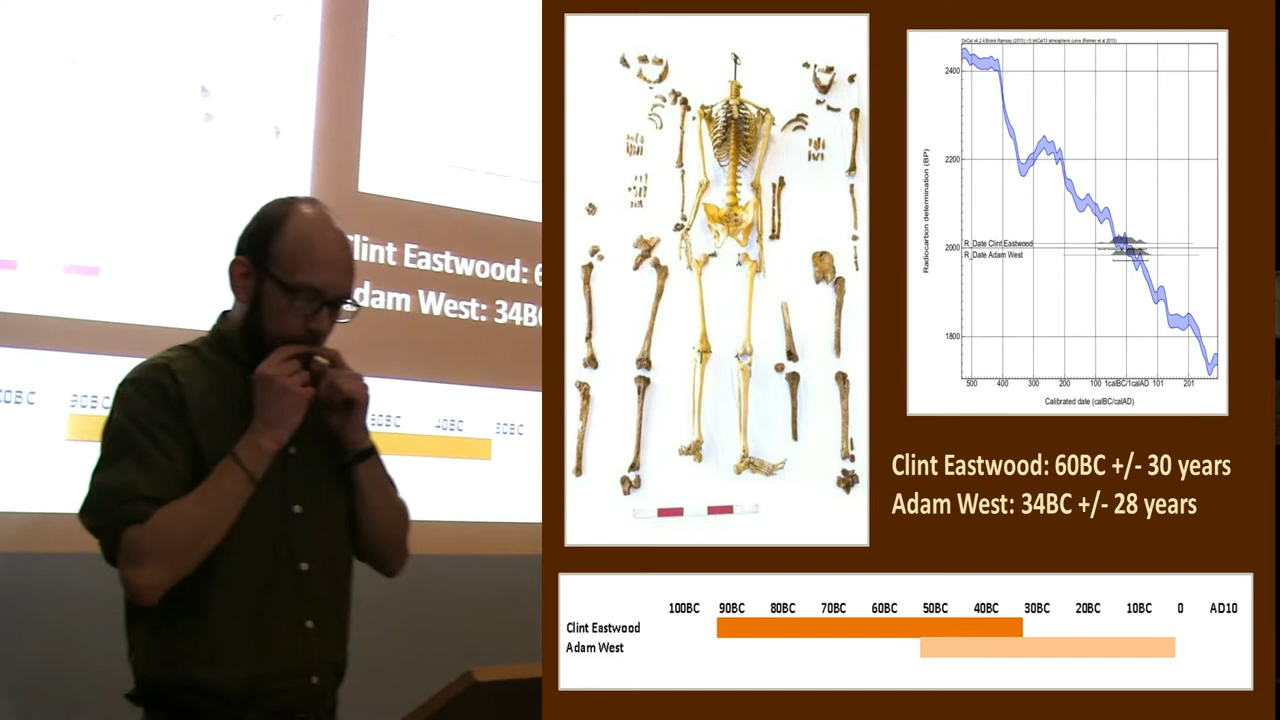 Clint Eastwood: 6
Adam West: 34B
90BC
40BC
30BC
2400
2200
2000
1800
Radiocarbon determination (BP)
R_Date Clint Eastwood
R_Date Adam West
500 400 300 200 100 1calBC/1calAD 101 201
Calibrated date (calBC/calAD)
Clint Eastwood: 60BC +/- 30 years
Adam West: 34BC +/- 28 years
100BC 90BC 80BC 70BC 60BC 50BC 40BC 30BC 20BC 10BC 0 AD10
Clint Eastwood
Adam West